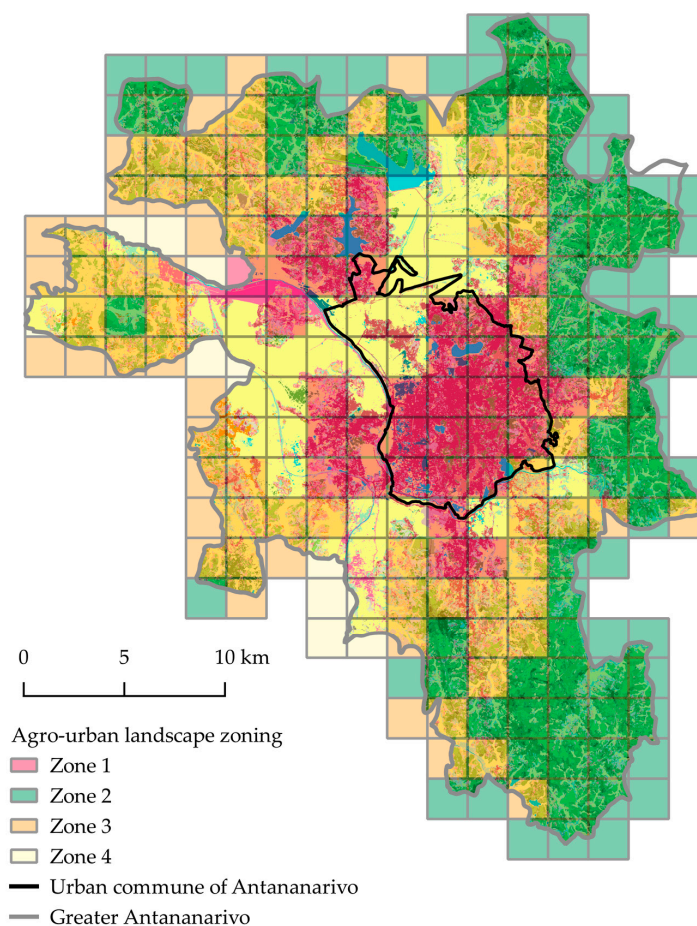 0 5 10 km
Agro-urban landscape zoning
Zone 1
Zone 2
Zone 3
Zone 4
Urban commune of Antananarivo
Greater Antananarivo